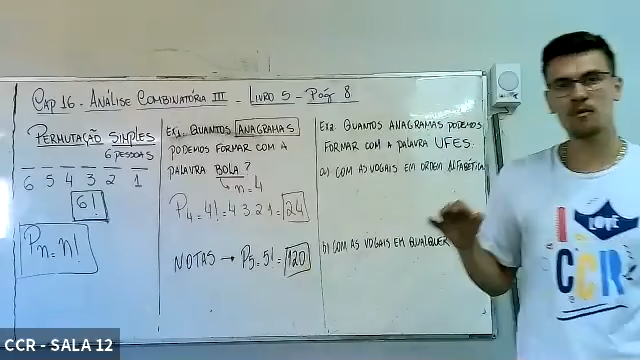 CAP 16 - ANÁLISE COMBINATÓRIA III - LIVRO 5 - PÁG 8
PERMUTAÇÃO SIMPLES
6 PESSOAS
6 5 4 3 2 1
6!
Pn = n!
EX1. QUANTOS ANAGRAMAS
PODEMOS FORMAR COM A
PALAVRA BOLA?
n = 4
P4 = 4! = 4 3 2 1 = 24
NOTAS → P5 = 5! = 120
EX2. QUANTOS ANAGRAMAS PODEMOS
FORMAR COM A PALAVRA UFES:
a) COM AS VOGAIS EM ORDEM ALFABÉTICA
b) COM AS VOGAIS EM QUALQUER
I LOVE
CCR
CCR - SALA 12